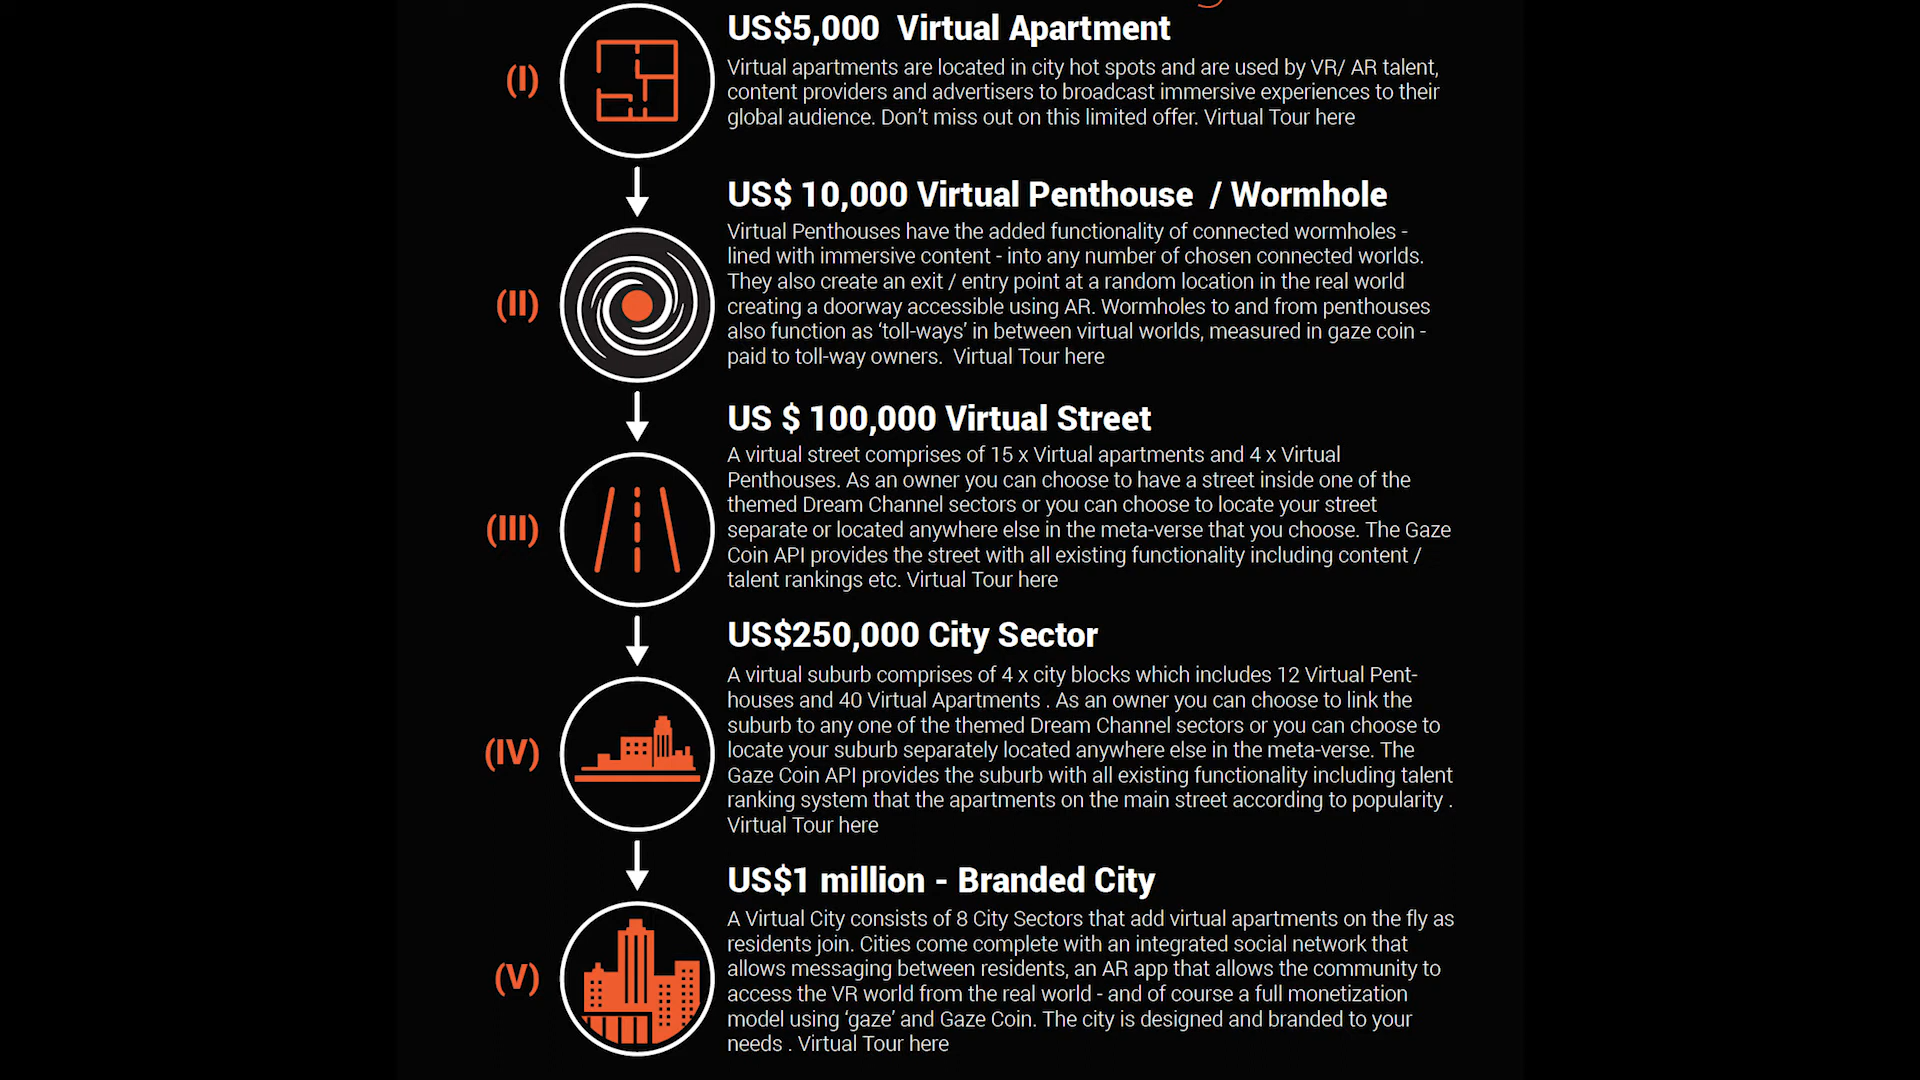 US$5,000 Virtual Apartment
(I)
Virtual apartments are located in city hot spots and are used by VR/ AR talent,
content providers and advertisers to broadcast immersive experiences to their
global audience. Don’t miss out on this limited offer. Virtual Tour here
US$ 10,000 Virtual Penthouse / Wormhole
(II)
Virtual Penthouses have the added functionality of connected wormholes -
lined with immersive content - into any number of chosen connected worlds.
They also create an exit / entry point at a random location in the real world
creating a doorway accessible using AR. Wormholes to and from penthouses
also function as ‘toll-ways’ in between virtual worlds, measured in gaze coin -
paid to toll-way owners. Virtual Tour here
US $ 100,000 Virtual Street
(III)
A virtual street comprises of 15 x Virtual apartments and 4 x Virtual
Penthouses. As an owner you can choose to have a street inside one of the
themed Dream Channel sectors or you can choose to locate your street
separate or located anywhere else in the meta-verse that you choose. The Gaze
Coin API provides the street with all existing functionality including content /
talent rankings etc. Virtual Tour here
US$250,000 City Sector
(IV)
A virtual suburb comprises of 4 x city blocks which includes 12 Virtual Pent-
houses and 40 Virtual Apartments . As an owner you can choose to link the
suburb to any one of the themed Dream Channel sectors or you can choose to
locate your suburb separately located anywhere else in the meta-verse. The
Gaze Coin API provides the suburb with all existing functionality including talent
ranking system that the apartments on the main street according to popularity .
Virtual Tour here
US$1 million - Branded City
(V)
A Virtual City consists of 8 City Sectors that add virtual apartments on the fly as
residents join. Cities come complete with an integrated social network that
allows messaging between residents, an AR app that allows the community to
access the VR world from the real world - and of course a full monetization
model using ‘gaze’ and Gaze Coin. The city is designed and branded to your
needs . Virtual Tour here